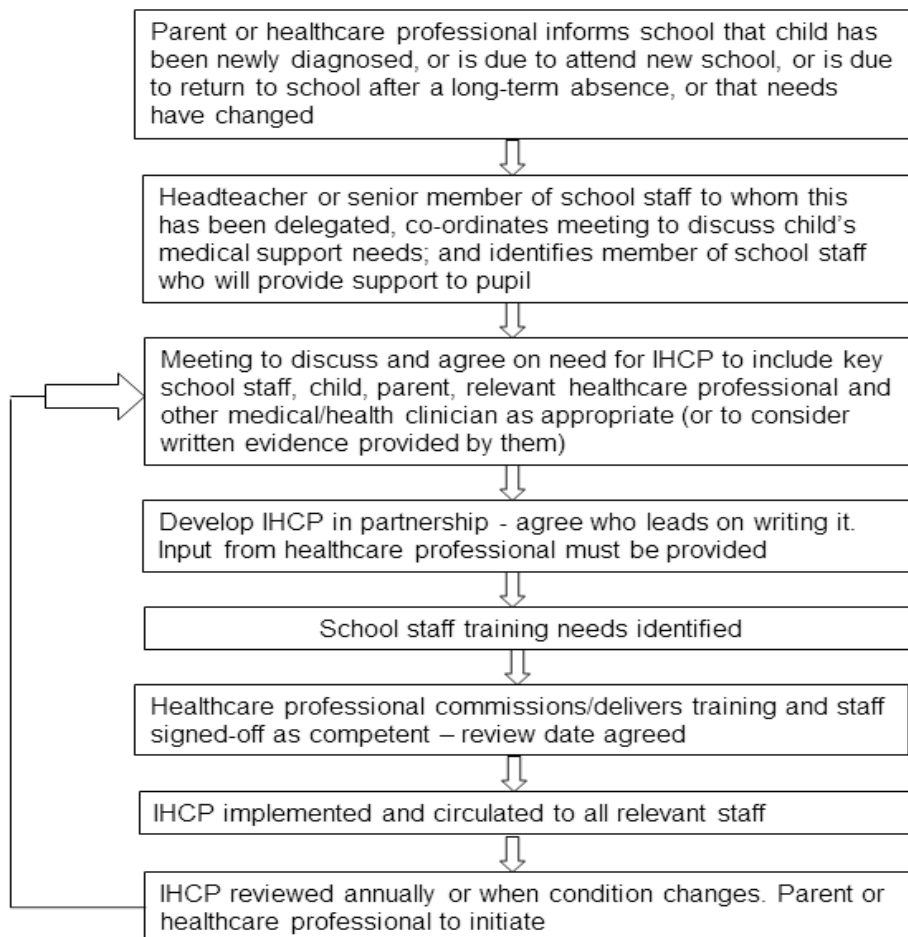 Parent or healthcare professional informs school that child has
been newly diagnosed, or is due to attend new school, or is due
to return to school after a long-term absence, or that needs
have changed
Headteacher or senior member of school staff to whom this
has been delegated, co-ordinates meeting to discuss child's
medical support needs; and identifies member of school staff
who will provide support to pupil
Meeting to discuss and agree on need for IHCP to include key
school staff, child, parent, relevant healthcare professional and
other medical/health clinician as appropriate (or to consider
written evidence provided by them)
Develop IHCP in partnership - agree who leads on writing it.
Input from healthcare professional must be provided
School staff training needs identified
Healthcare professional commissions/delivers training and staff
signed-off as competent – review date agreed
IHCP implemented and circulated to all relevant staff
IHCP reviewed annually or when condition changes. Parent or
healthcare professional to initiate